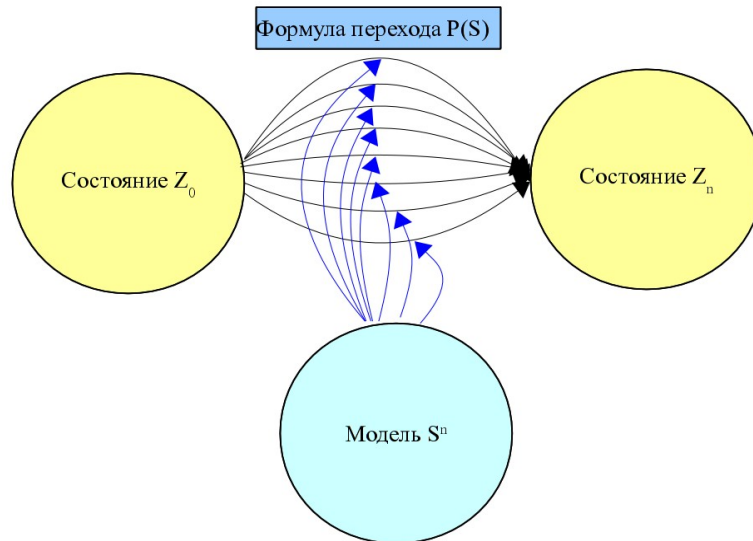 Формула перехода P(S)
Состояние Z₀
Состояние Zₙ
Модель Sⁿ